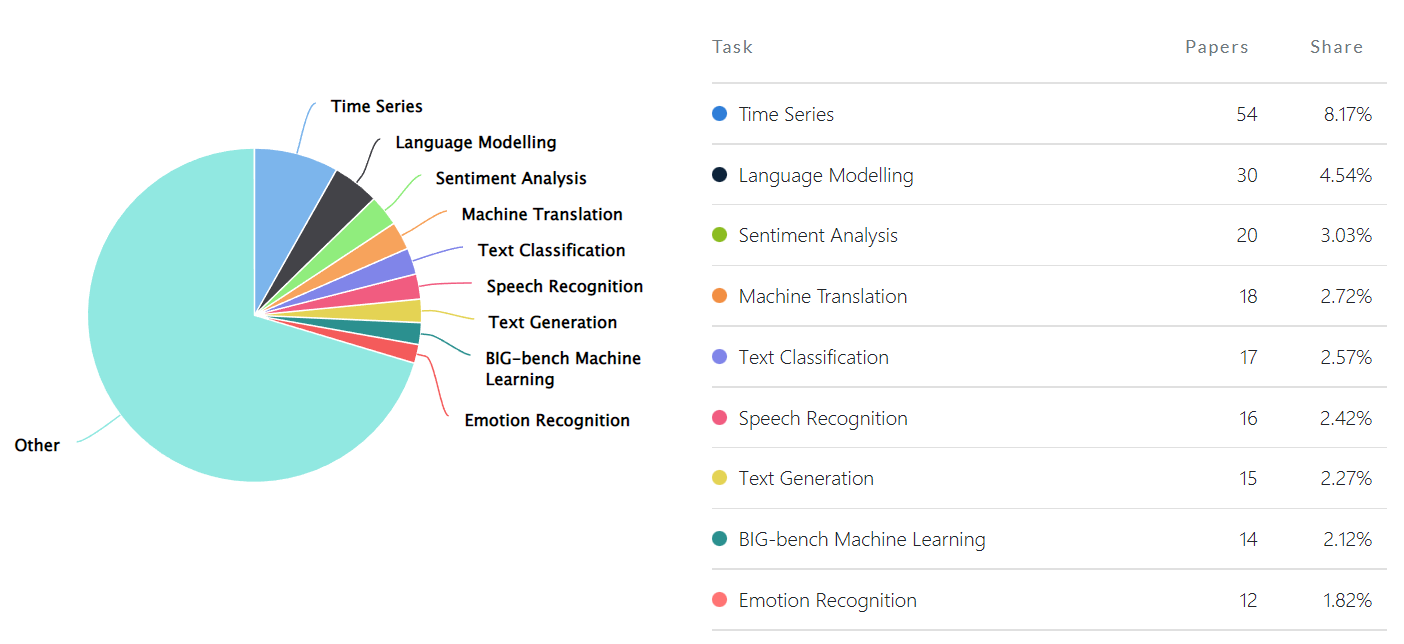 Time Series
Language Modelling
Sentiment Analysis
Machine Translation
Text Classification
Speech Recognition
Text Generation
BIG-bench Machine
Learning
Emotion Recognition
Other
Task Papers Share
Time Series 54 8.17%
Language Modelling 30 4.54%
Sentiment Analysis 20 3.03%
Machine Translation 18 2.72%
Text Classification 17 2.57%
Speech Recognition 16 2.42%
Text Generation 15 2.27%
BIG-bench Machine Learning 14 2.12%
Emotion Recognition 12 1.82%